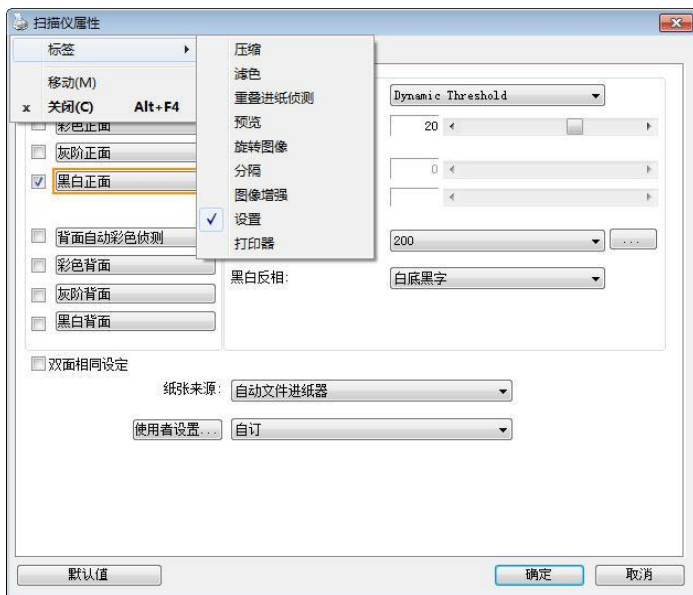 扫描仪属性
标签
移动(M)
x 关闭(C) Alt+F4
压缩
滤色
重叠进纸侦测
预览
旋转图像
分隔
图像增强
设置
打印器
彩色正面
灰阶正面
黑白正面
背面自动彩色侦测
彩色背面
灰阶背面
黑白背面
Dynamic Threshold
20
0
200
...
黑白反相:
白底黑字
双面相同设定
纸张来源:
自动文件进纸器
使用者设置...
自订
默认值
确定
取消